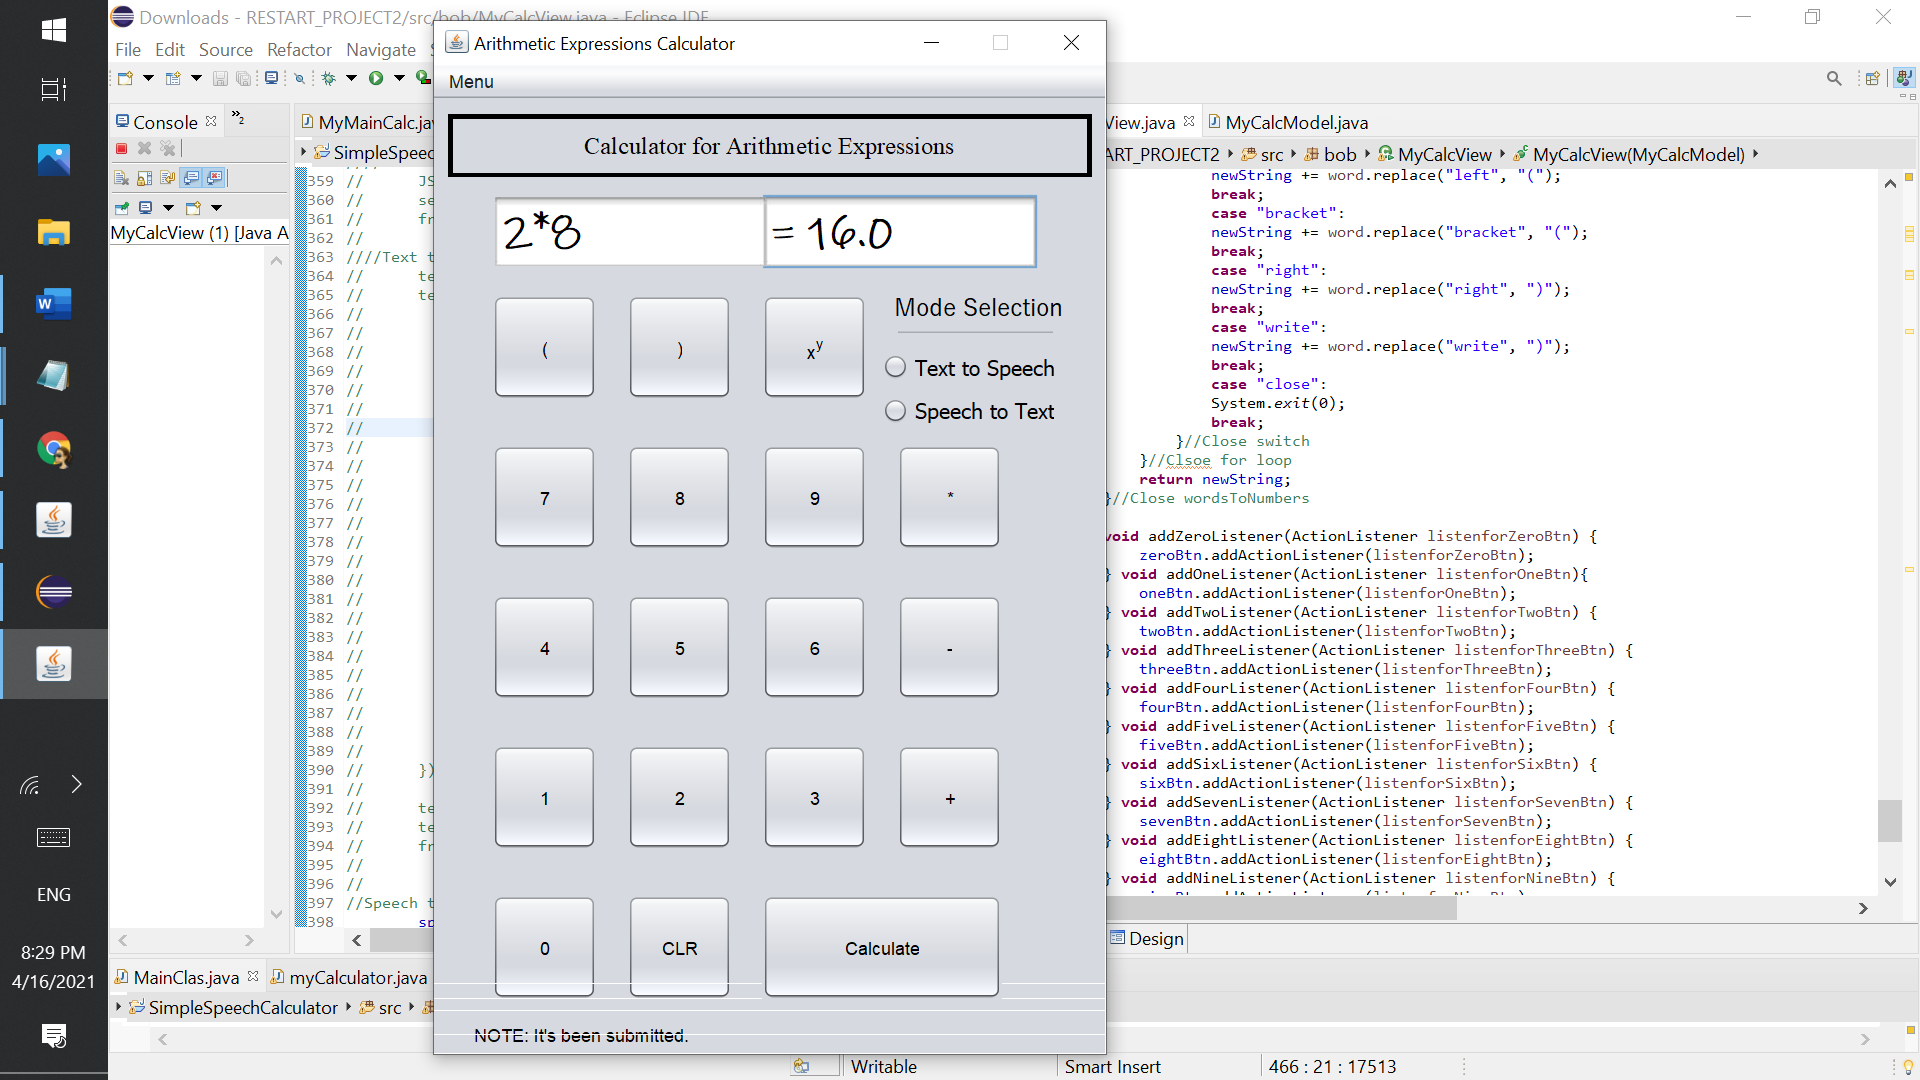 Downloads - RESTART_PROJECT2/src/bob/MyCalcView.java - Eclipse IDE
File Edit Source Refactor Navigate
Arithmetic Expressions Calculator
Menu
Console
2
MyCalcView (1) [Java A
MyMainCalc.jav
SimpleSpeec
359 // JS
360 // se
361 // fr
362 //
363 ////Text t
364 // te
365 // te
366 //
367 //
368 //
369 //
370 //
371 //
372 //
373 //
374 //
375 //
376 //
377 //
378 //
379 //
380 //
381 //
382 //
383 //
384 //
385 //
386 //
387 //
388 //
389 //
390 // })
391 //
392 // te
393 // te
394 // fr
395 //
396 //
397 //Speech t
398 sp
Calculator for Arithmetic Expressions
2*8
= 16.0
( ) xy
Mode Selection
Text to Speech
Speech to Text
7 8 9 *
4 5 6 -
1 2 3 +
0 CLR Calculate
NOTE: It's been submitted.
View.java MyCalcModel.java
ART_PROJECT2 src bob MyCalcView MyCalcView(MyCalcModel)
newString += word.replace("left", "(");
break;
case "bracket":
newString += word.replace("bracket", "(");
break;
case "right":
newString += word.replace("right", ")");
break;
case "write":
newString += word.replace("write", ")");
break;
case "close":
System.exit(0);
break;
}//Close switch
}//Clsoe for loop
return newString;
}//Close wordsToNumbers
void addZeroListener(ActionListener listenforZeroBtn) {
zeroBtn.addActionListener(listenforZeroBtn);
} void addOneListener(ActionListener listenforOneBtn){
oneBtn.addActionListener(listenforOneBtn);
} void addTwoListener(ActionListener listenforTwoBtn) {
twoBtn.addActionListener(listenforTwoBtn);
} void addThreeListener(ActionListener listenforThreeBtn) {
threeBtn.addActionListener(listenforThreeBtn);
} void addFourListener(ActionListener listenforFourBtn) {
fourBtn.addActionListener(listenforFourBtn);
} void addFiveListener(ActionListener listenforFiveBtn) {
fiveBtn.addActionListener(listenforFiveBtn);
} void addSixListener(ActionListener listenforSixBtn) {
sixBtn.addActionListener(listenforSixBtn);
} void addSevenListener(ActionListener listenforSevenBtn) {
sevenBtn.addActionListener(listenforSevenBtn);
} void addEightListener(ActionListener listenforEightBtn) {
eightBtn.addActionListener(listenforEightBtn);
} void addNineListener(ActionListener listenforNineBtn) {
Design
MainClas.java myCalculator.java
SimpleSpeechCalculator src
Writable Smart Insert 466 : 21 : 17513
W
ENG
8:29 PM
4/16/2021